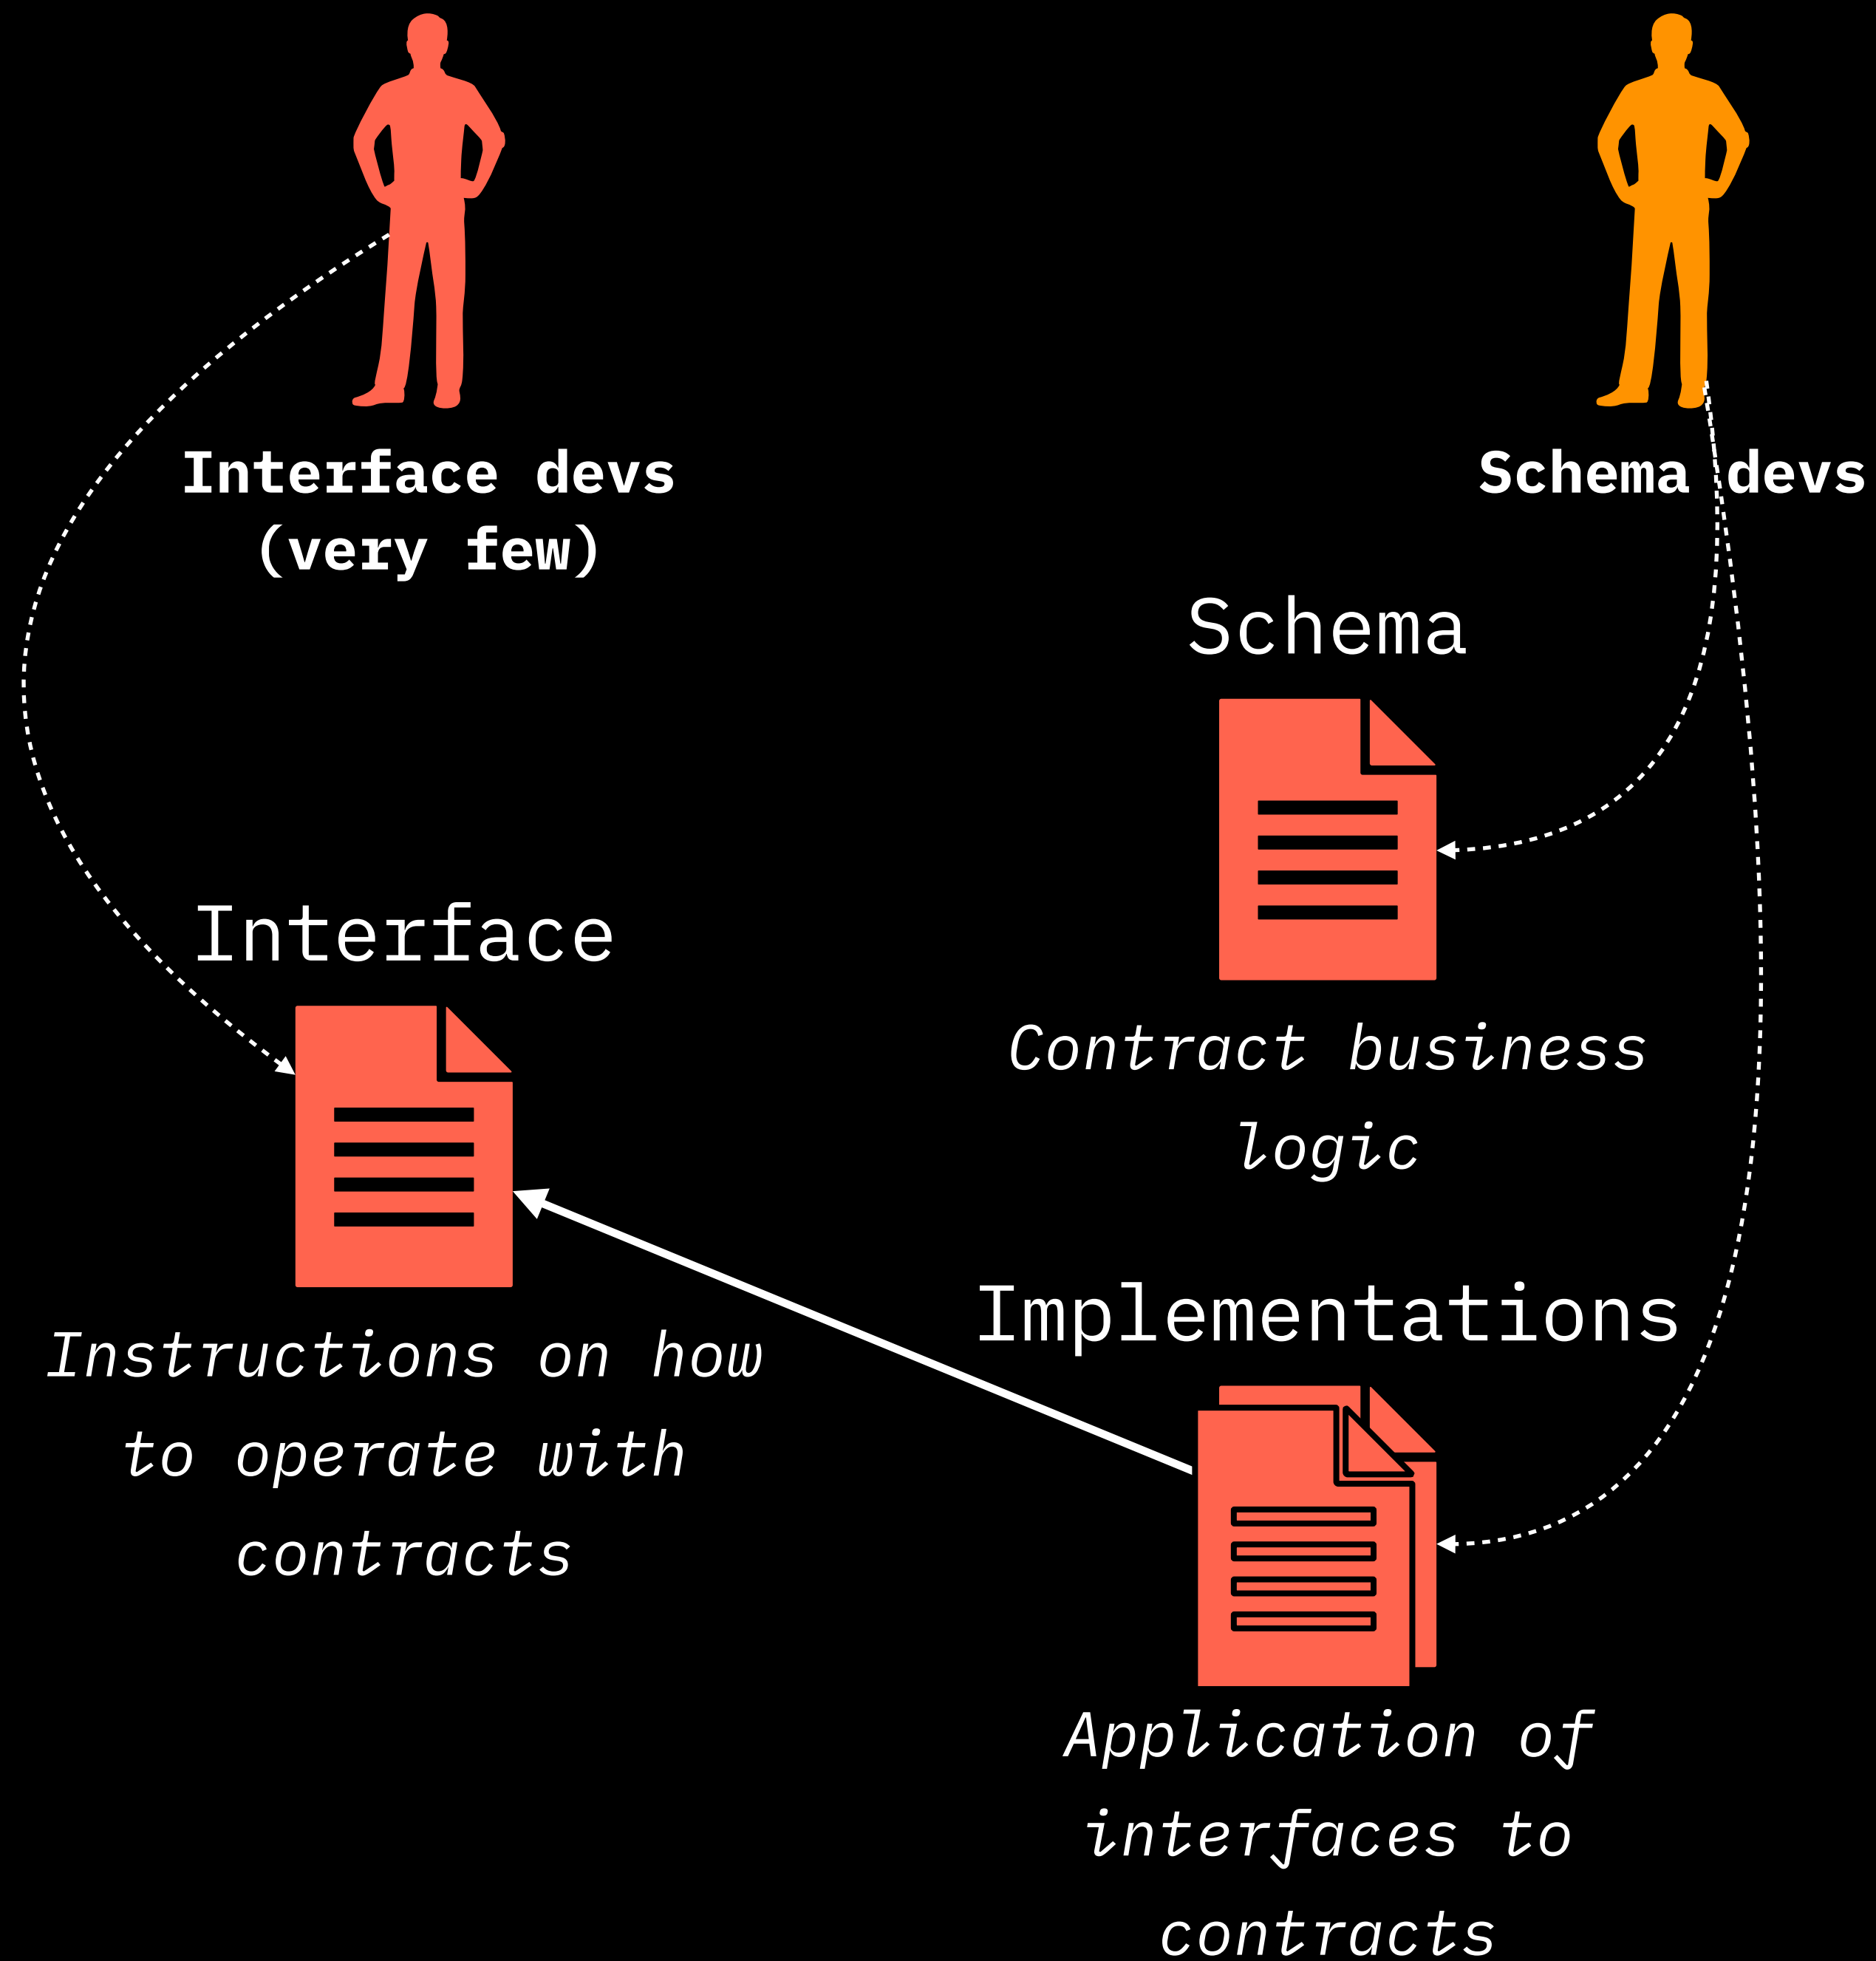 Interface devs
(very few)
Schema devs
Schema
Contract business
logic
Interface
Instructions on how
to operate with
contracts
Implementations
Application of
interfaces to
contracts